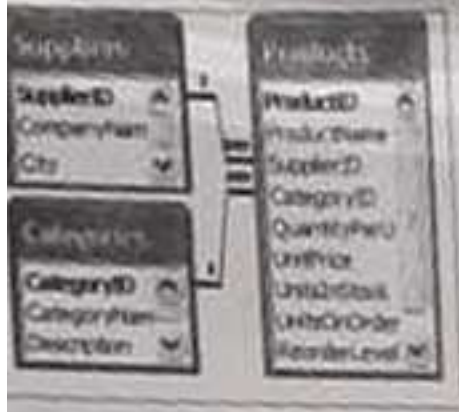 Suppliers
SupplierID
CompanyNam
City
Categories
CategoryID
CategoryNam
Description
Products
ProductID
ProductName
SupplierID
CategoryID
QuantityPerU
UnitPrice
UnitsInStock
UnitsOnOrder
ReorderLevel